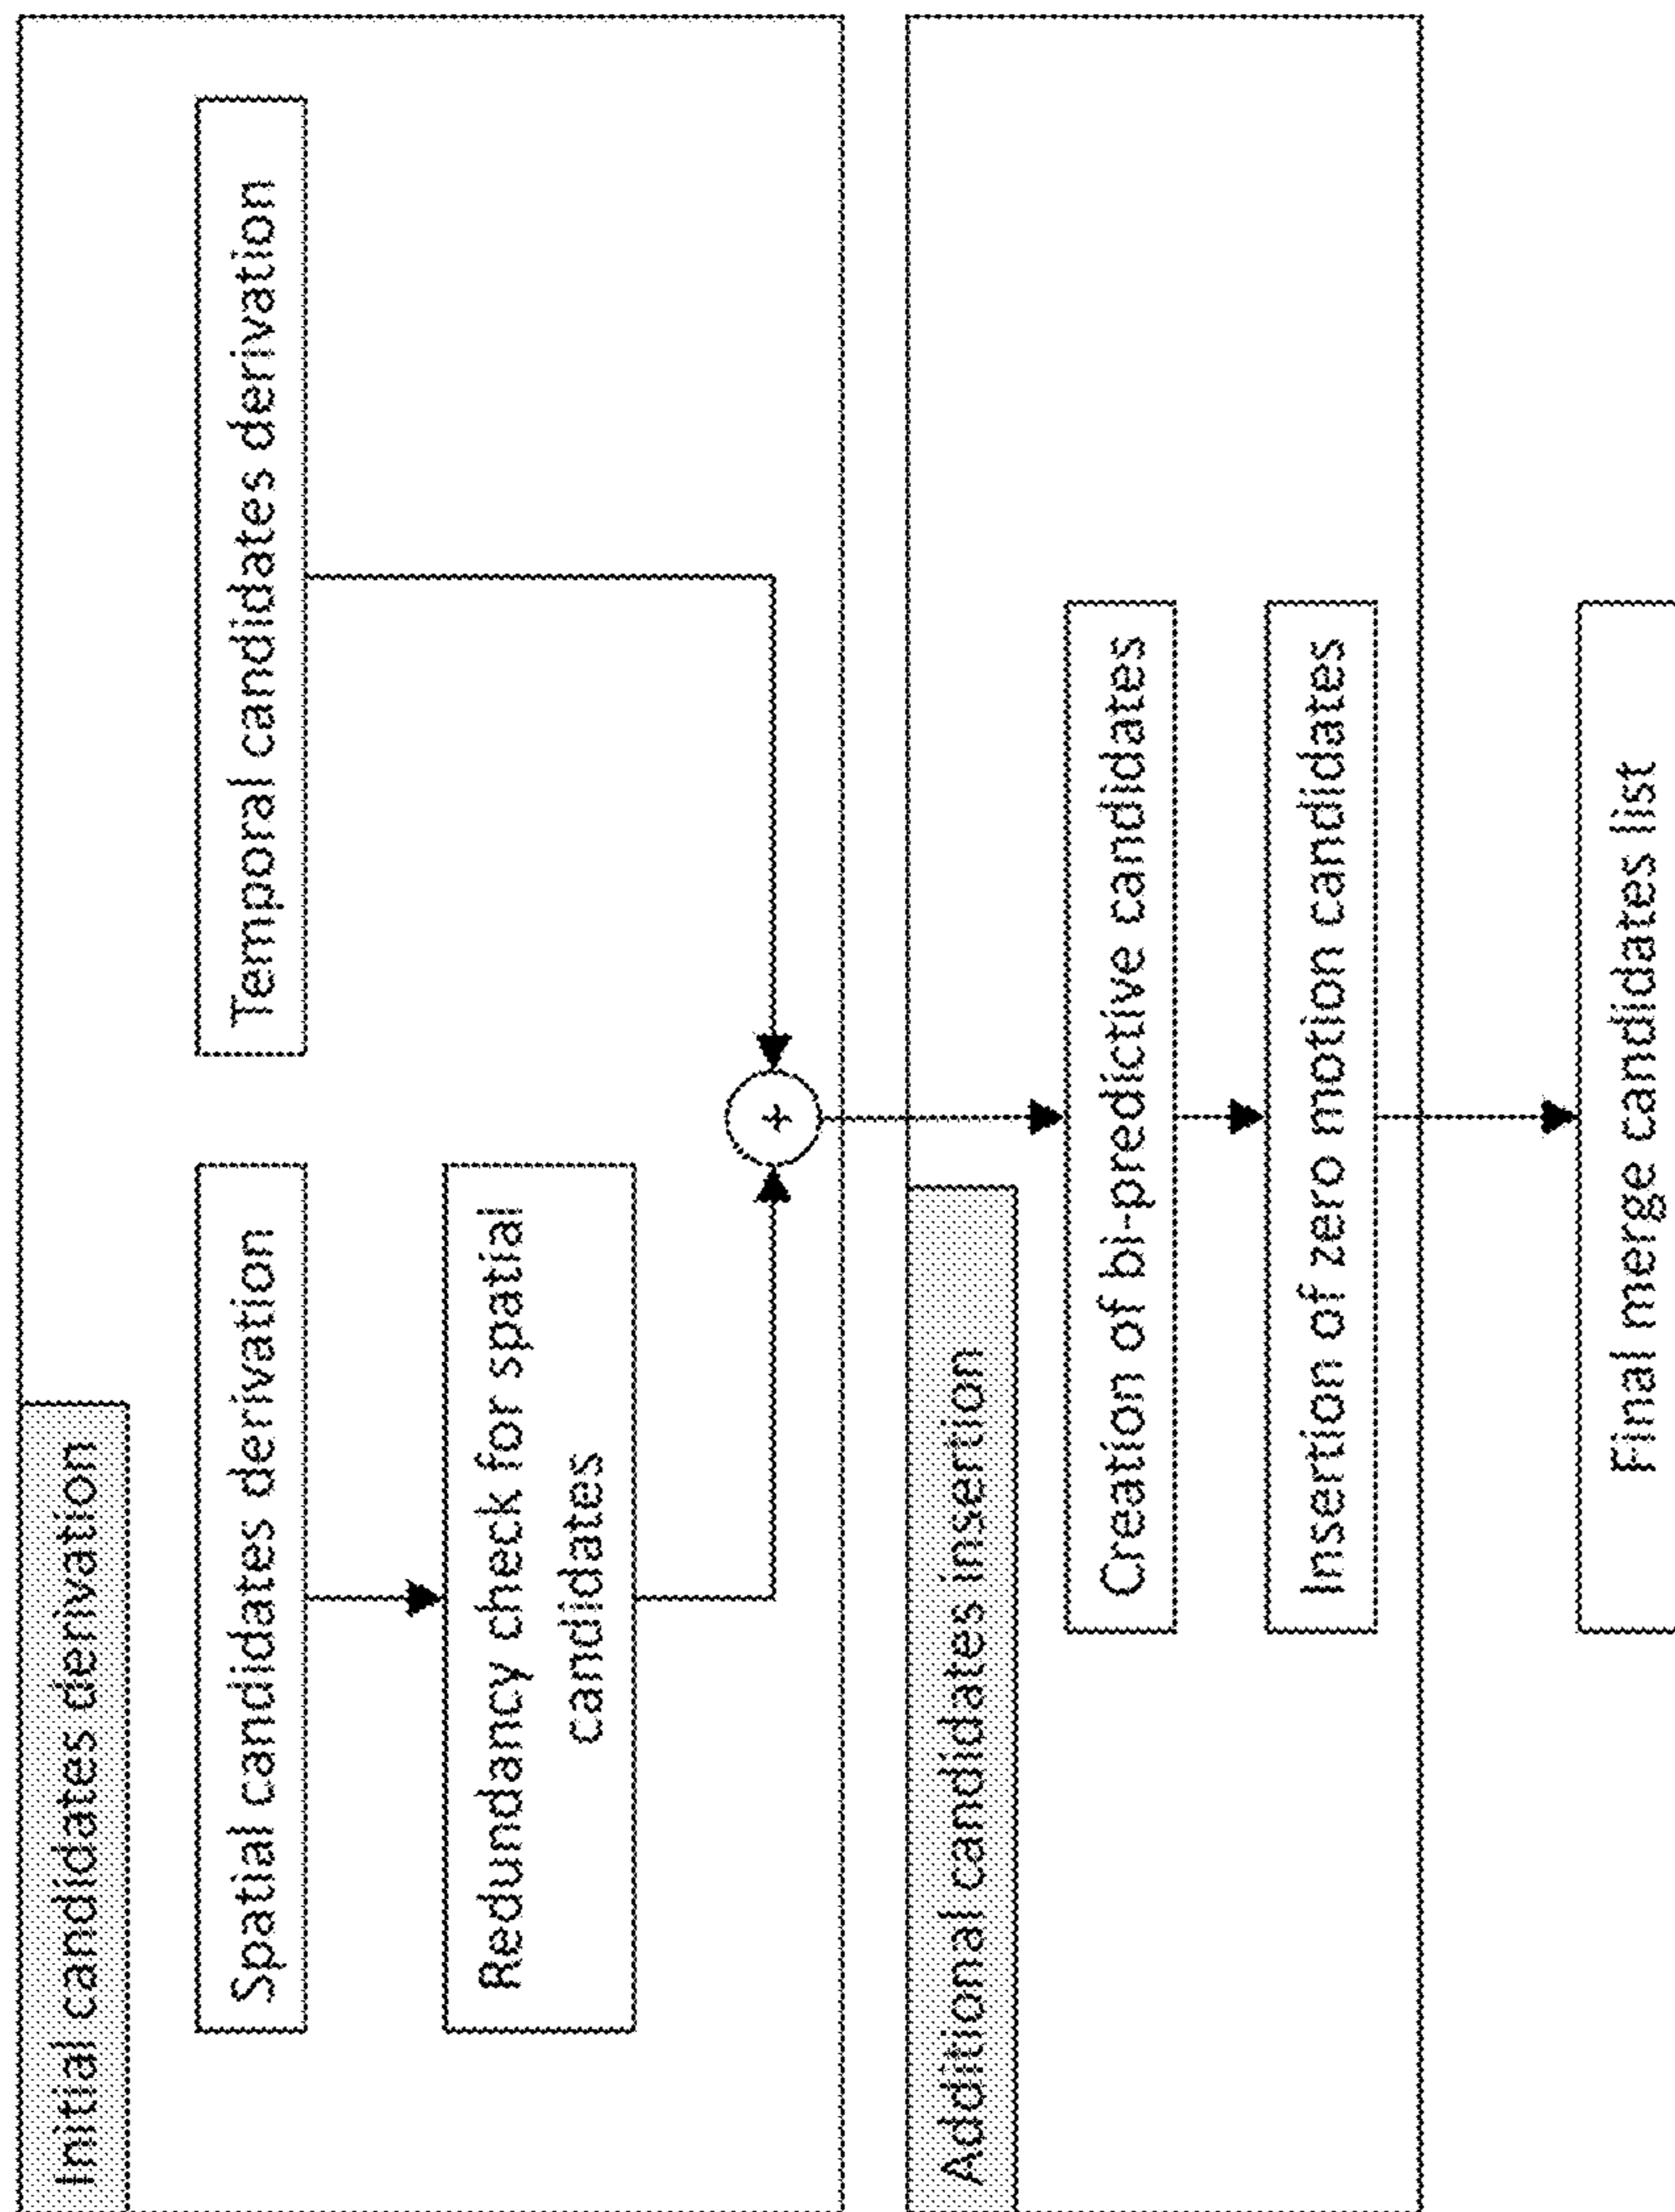 Initial candidates derivation
Spatial candidates derivation
Temporal candidates derivation
Redundancy check for spatial
candidates
+
Additional candidates insertion
Creation of bi-predictive candidates
Insertion of zero motion candidates
Final merge candidates list